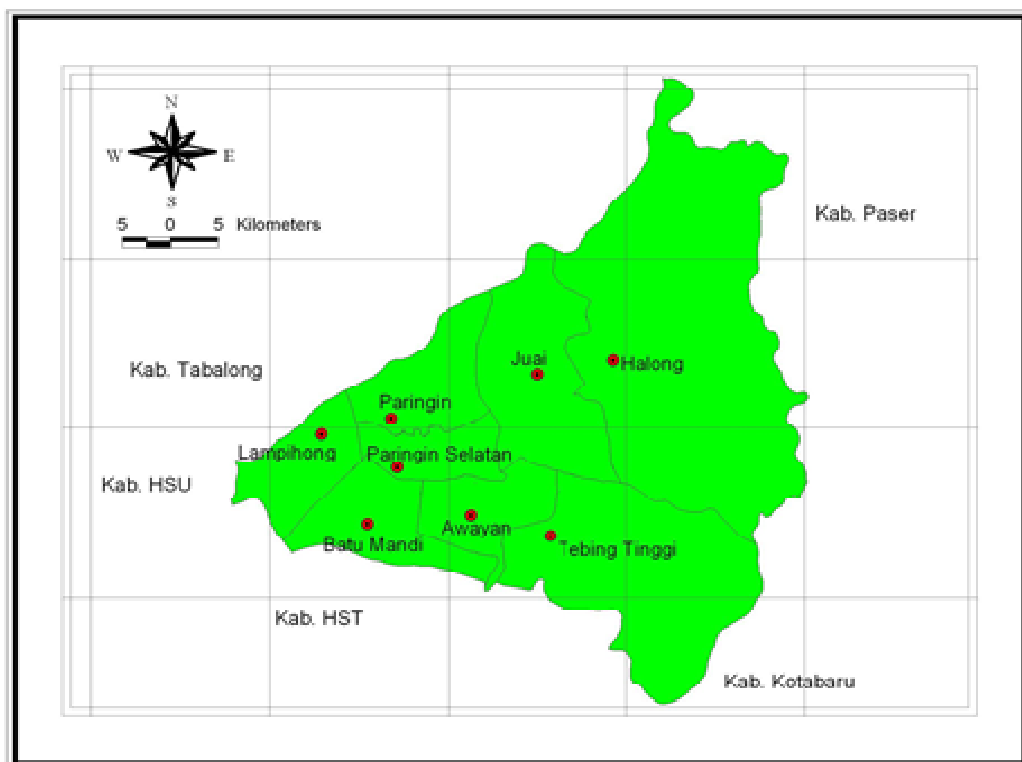 N
W E
S
5 0 5 Kilometers
Kab. Paser
Kab. Tabalong
Juai
Halong
Paringin
Lampihong
Paringin Selatan
Kab. HSU
Awayan
Batu Mandi
Tebing Tinggi
Kab. HST
Kab. Kotabaru